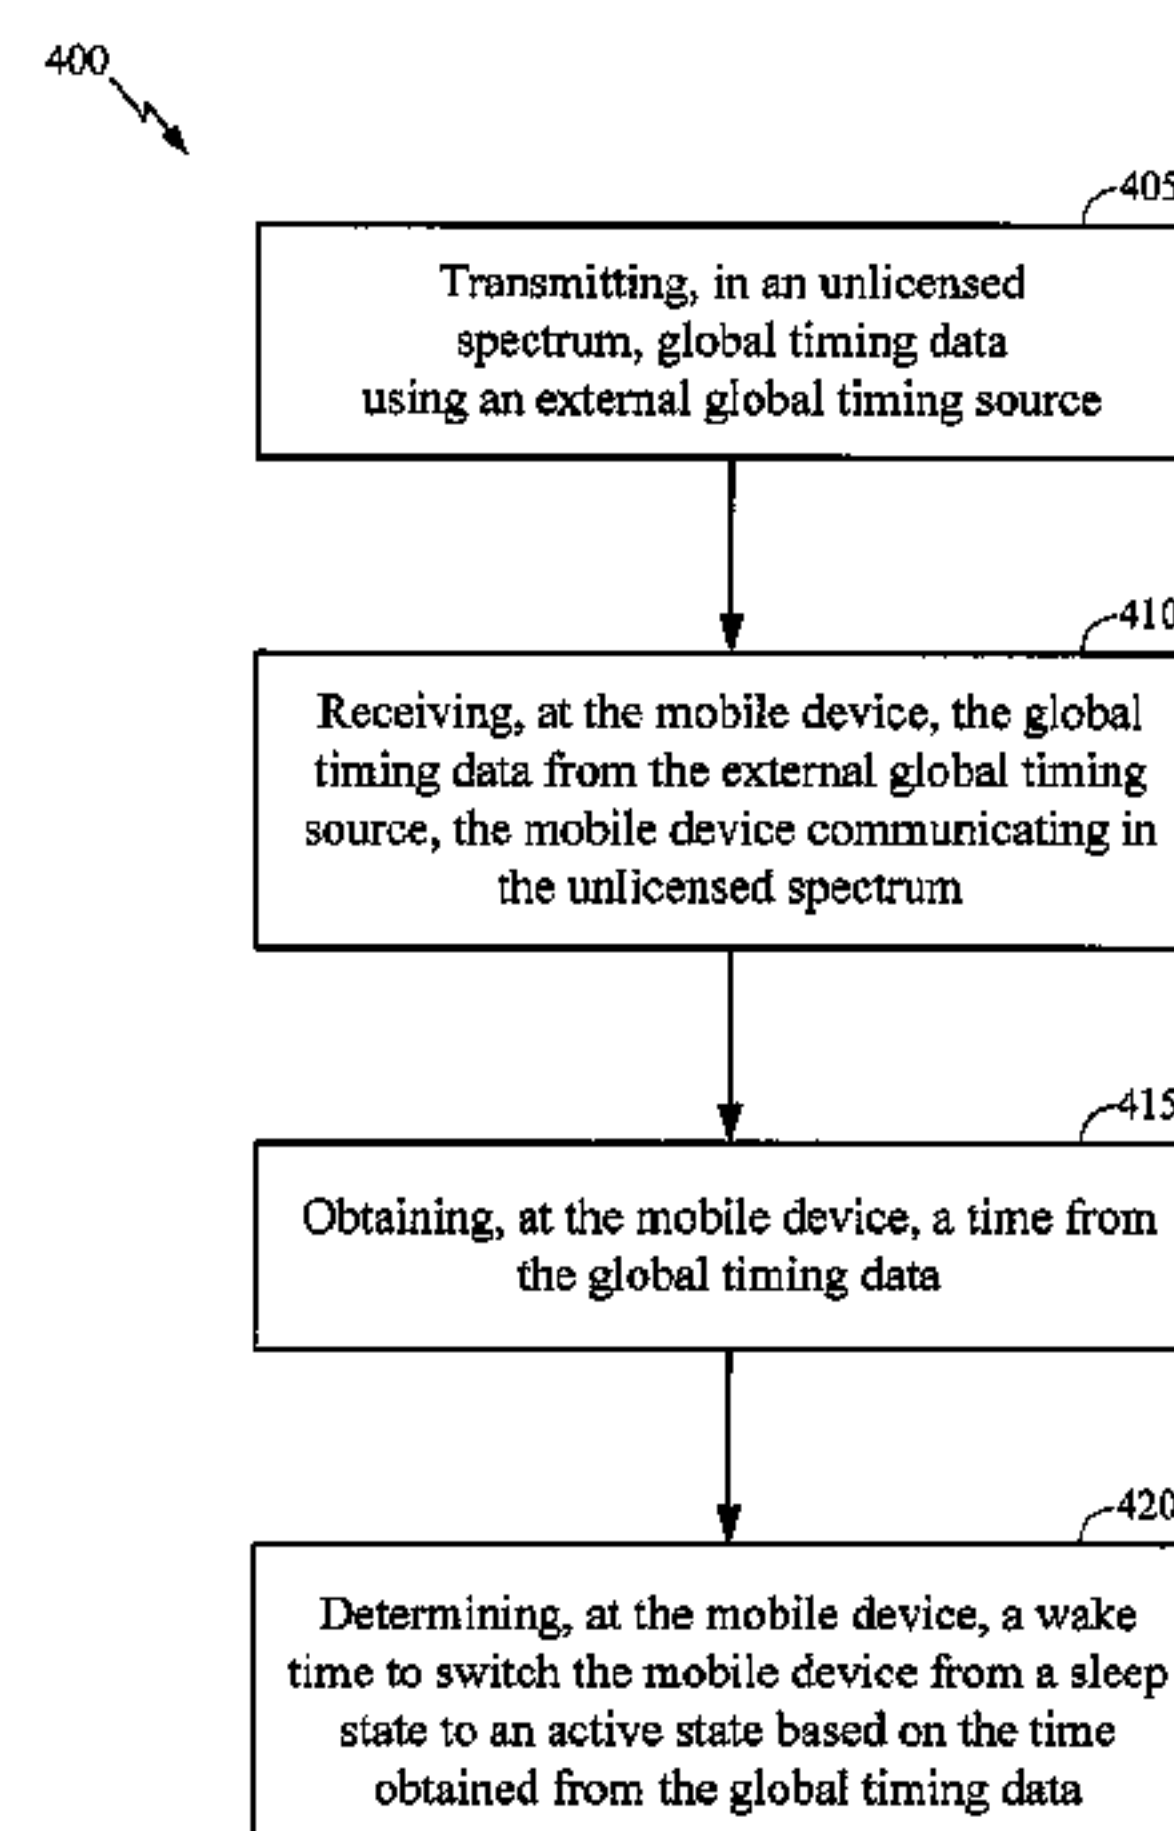 400
405
Transmitting, in an unlicensed
spectrum, global timing data
using an external global timing source
410
Receiving, at the mobile device, the global
timing data from the external global timing
source, the mobile device communicating in
the unlicensed spectrum
415
Obtaining, at the mobile device, a time from
the global timing data
420
Determining, at the mobile device, a wake
time to switch the mobile device from a sleep
state to an active state based on the time
obtained from the global timing data